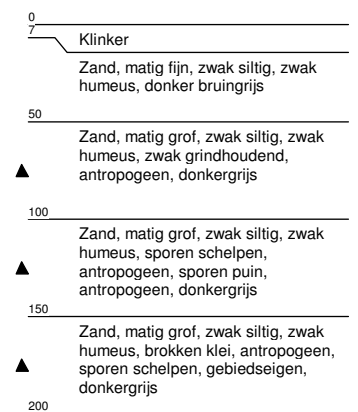 0
7
Klinker
Zand, matig fijn, zwak siltig, zwak
humeus, donker bruingrijs
50
Zand, matig grof, zwak siltig, zwak
humeus, zwak grindhoudend,
antropogeen, donkergrijs
100
Zand, matig grof, zwak siltig, zwak
humeus, sporen schelpen,
antropogeen, sporen puin,
antropogeen, donkergrijs
150
Zand, matig grof, zwak siltig, zwak
humeus, brokken klei, antropogeen,
sporen schelpen, gebiedseigen,
donkergrijs
200